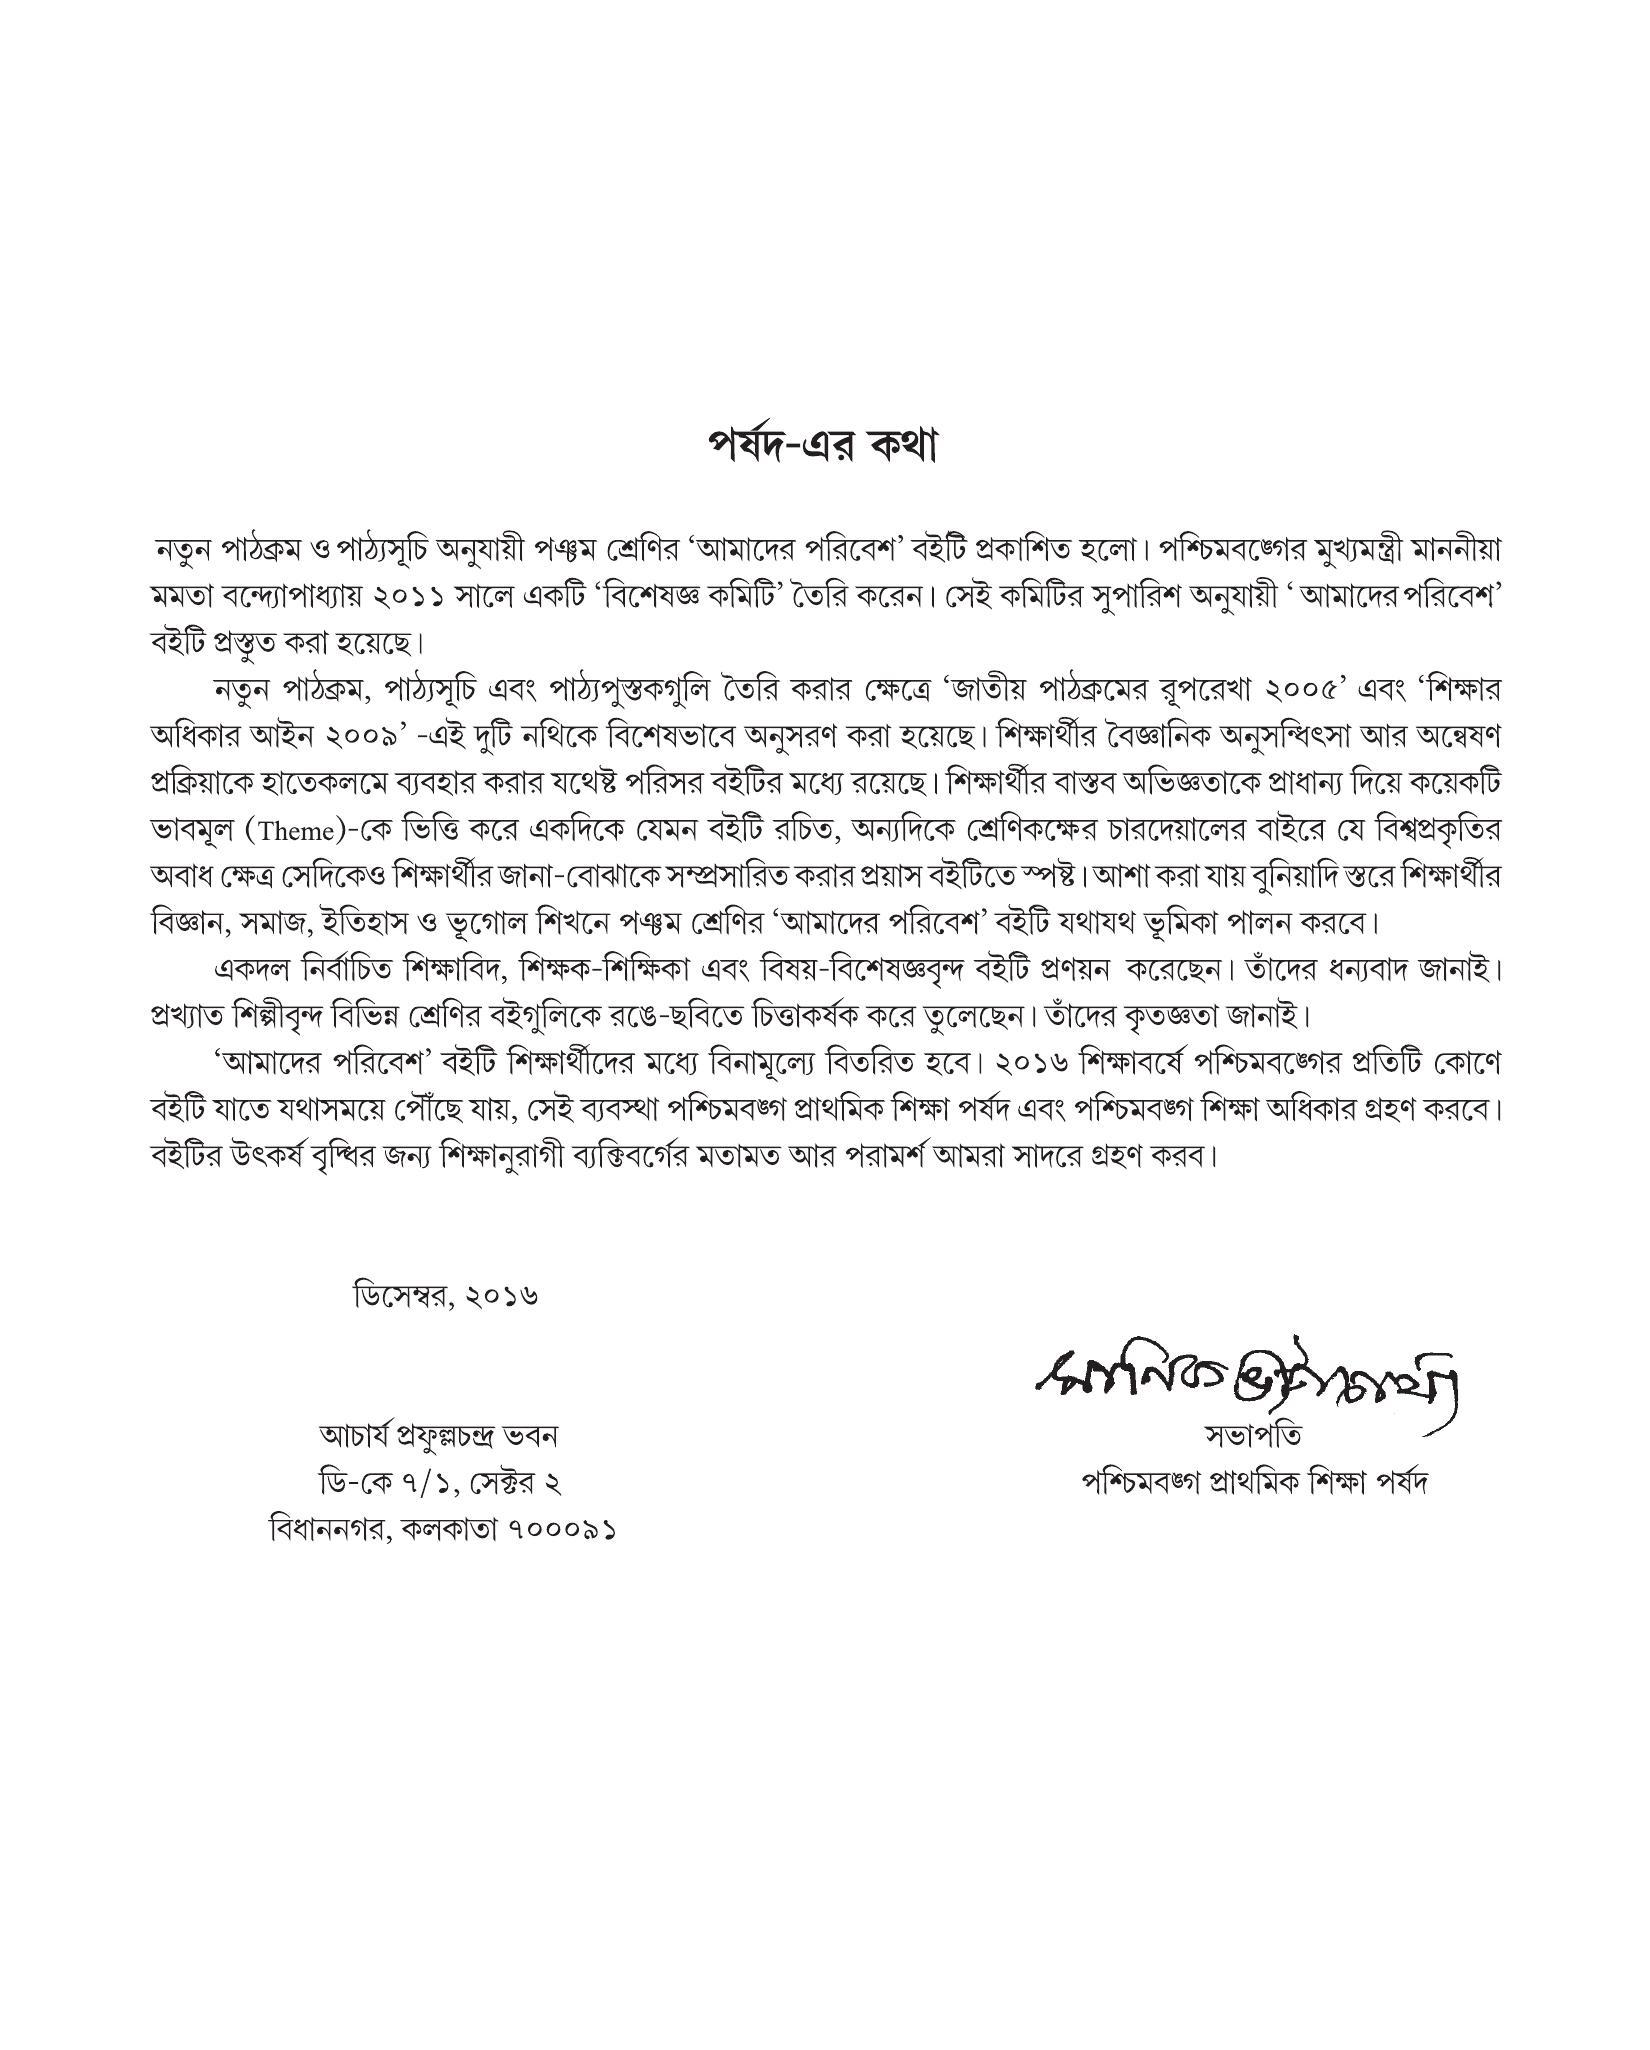 পর্ষদ-এর কথা
নতুন পাঠক্রম ও পাঠ্যসূচি অনুযায়ী পঞ্চম শ্রেণির ‘আমাদের পরিবেশ’ বইটি প্রকাশিত হলো। পশ্চিমবঙ্গের মুখ্যমন্ত্রী মাননীয়া
মমতা বন্দ্যোপাধ্যায় ২০১১ সালে একটি ‘বিশেষজ্ঞ কমিটি’ তৈরি করেন। সেই কমিটির সুপারিশ অনুযায়ী ‘ আমাদের পরিবেশ’
বইটি প্রস্তুত করা হয়েছে।
নতুন পাঠক্রম, পাঠ্যসূচি এবং পাঠ্যপুস্তকগুলি তৈরি করার ক্ষেত্রে ‘জাতীয় পাঠক্রমের রূপরেখা ২০০৫’ এবং ‘শিক্ষার
অধিকার আইন ২০০৯’ -এই দুটি নথিকে বিশেষভাবে অনুসরণ করা হয়েছে। শিক্ষার্থীর বৈজ্ঞানিক অনুসন্ধিৎসা আর অন্বেষণ
প্রক্রিয়াকে হাতেকলমে ব্যবহার করার যথেষ্ট পরিসর বইটির মধ্যে রয়েছে। শিক্ষার্থীর বাস্তব অভিজ্ঞতাকে প্রাধান্য দিয়ে কয়েকটি
ভাবমূল (Theme)-কে ভিত্তি করে একদিকে যেমন বইটি রচিত, অন্যদিকে শ্রেণিকক্ষের চারদেয়ালের বাইরে যে বিশ্বপ্রকৃতির
অবাধ ক্ষেত্র সেদিকেও শিক্ষার্থীর জানা-বোঝাকে সম্প্রসারিত করার প্রয়াস বইটিতে স্পষ্ট। আশা করা যায় বুনিয়াদি স্তরে শিক্ষার্থীর
বিজ্ঞান, সমাজ, ইতিহাস ও ভূগোল শিখনে পঞ্চম শ্রেণির ‘আমাদের পরিবেশ’ বইটি যথাযথ ভূমিকা পালন করবে।
একদল নির্বাচিত শিক্ষাবিদ, শিক্ষক-শিক্ষিকা এবং বিষয়-বিশেষজ্ঞবৃন্দ বইটি প্রণয়ন করেছেন। তাঁদের ধন্যবাদ জানাই।
প্রখ্যাত শিল্পীবৃন্দ বিভিন্ন শ্রেণির বইগুলিকে রঙে-ছবিতে চিত্তাকর্ষক করে তুলেছেন। তাঁদের কৃতজ্ঞতা জানাই।
‘আমাদের পরিবেশ’ বইটি শিক্ষার্থীদের মধ্যে বিনামূল্যে বিতরিত হবে। ২০১৬ শিক্ষাবর্ষে পশ্চিমবঙ্গের প্রতিটি কোণে
বইটি যাতে যথাসময়ে পৌঁছে যায়, সেই ব্যবস্থা পশ্চিমবঙ্গ প্রাথমিক শিক্ষা পর্ষদ এবং পশ্চিমবঙ্গ শিক্ষা অধিকার গ্রহণ করবে।
বইটির উৎকর্ষ বৃদ্ধির জন্য শিক্ষানুরাগী ব্যক্তিবর্গের মতামত আর পরামর্শ আমরা সাদরে গ্রহণ করব।
ডিসেম্বর, ২০১৬
মানিক ভট্টাচার্য্য
আচার্য প্রফুল্লচন্দ্র ভবন
ডি-কে ৭/১, সেক্টর ২
বিধাননগর, কলকাতা ৭০০০৯১
সভাপতি
পশ্চিমবঙ্গ প্রাথমিক শিক্ষা পর্ষদ